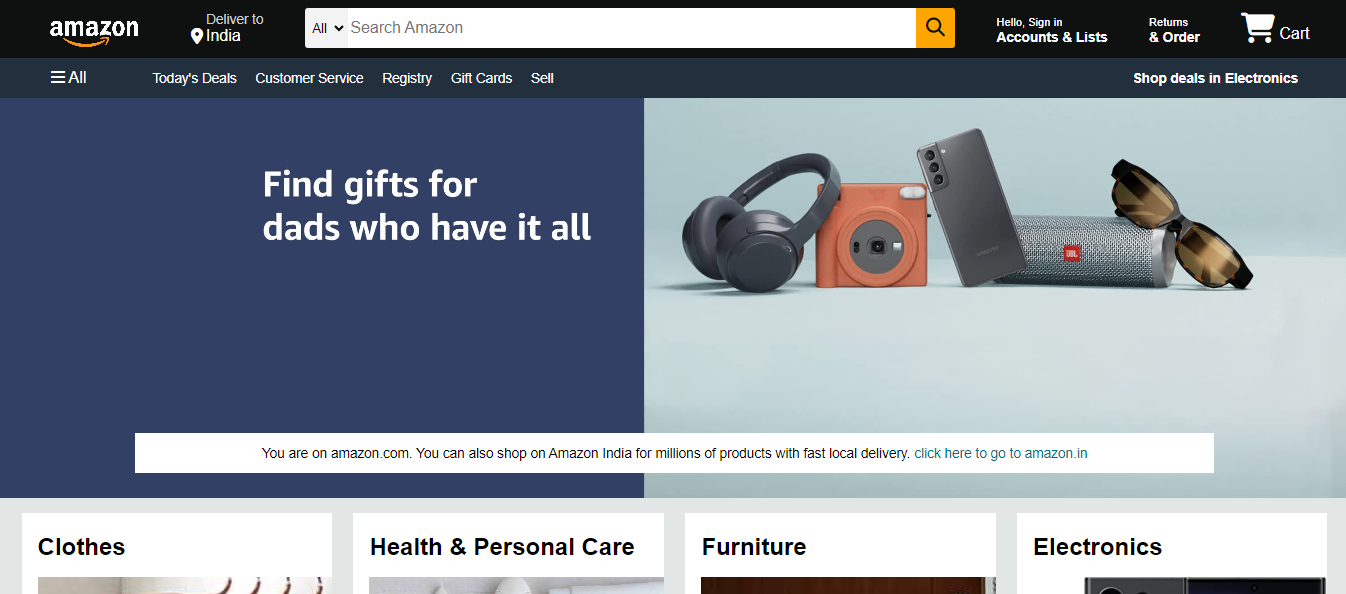 amazon
Deliver to
India
All
Search Amazon
Hello, Sign in
Accounts & Lists
Returns
& Order
Cart
All
Today's Deals
Customer Service
Registry
Gift Cards
Sell
Shop deals in Electronics
Find gifts for
dads who have it all
SAMSUNG
JBL
You are on amazon.com. You can also shop on Amazon India for millions of products with fast local delivery. click here to go to amazon.in
Clothes
Health & Personal Care
Furniture
Electronics